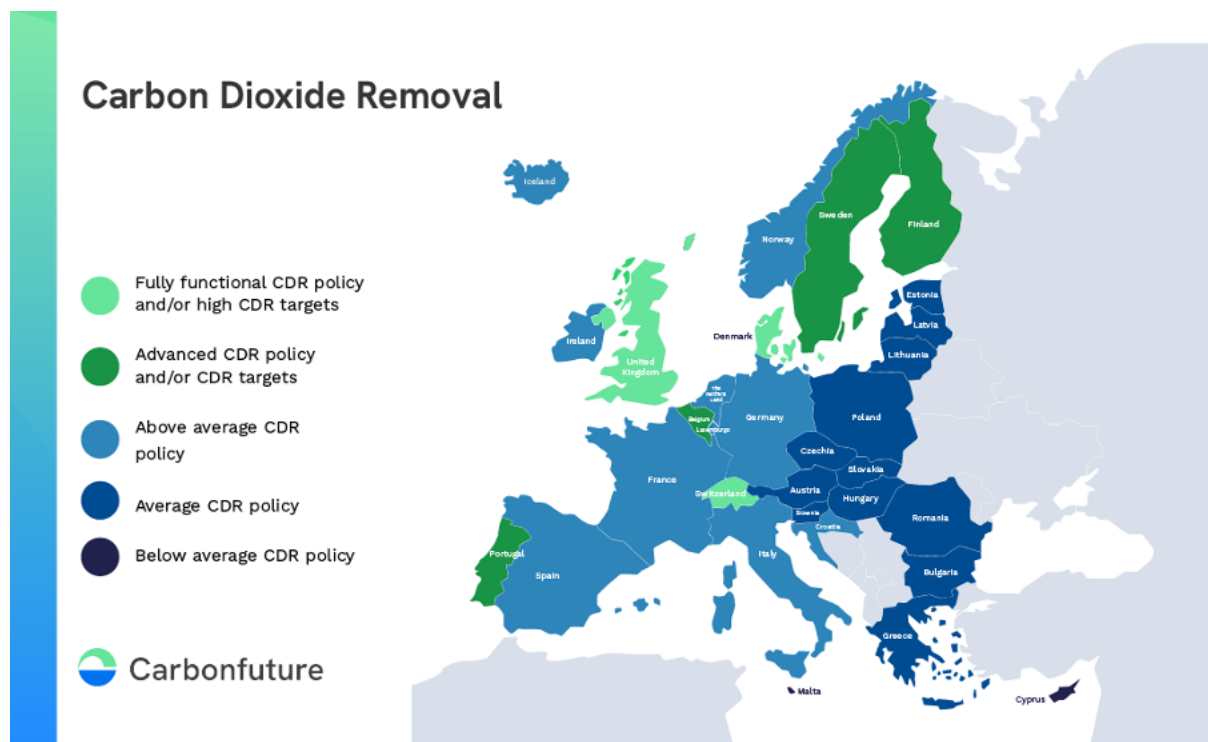 Carbon Dioxide Removal
Fully functional CDR policy
and/or high CDR targets
Advanced CDR policy
and/or CDR targets
Above average CDR
policy
Average CDR policy
Below average CDR policy
Carbonfuture
Iceland
Sweden
Finland
Norway
Estonia
Latvia
Lithuania
Denmark
Ireland
United
Kingdom
The
Land
Belgium
Germany
Poland
Czechia
Slovakia
France
Switzerland
Austria
Hungary
Slovenia
Croatia
Romania
Italy
Portugal
Spain
Bulgaria
Greece
Malta
Cyprus